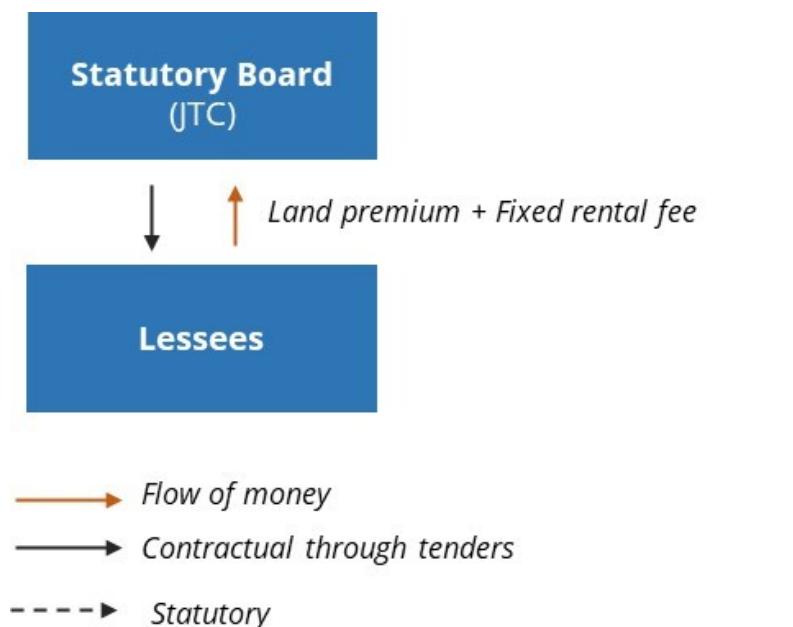 Statutory Board
(JTC)
Land premium + Fixed rental fee
Lessees
Flow of money
Contractual through tenders
Statutory